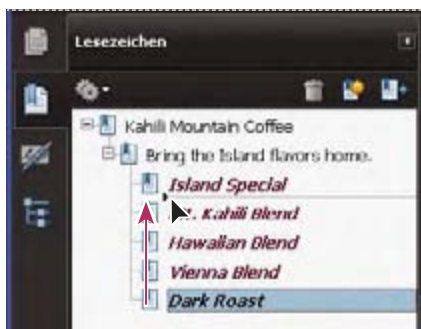 Lesezeichen
Kahili Mountain Coffee
Bring the Island flavors home.
Island Special
. Kahili Blend
Hawaiian Blend
Vienna Blend
Dark Roast